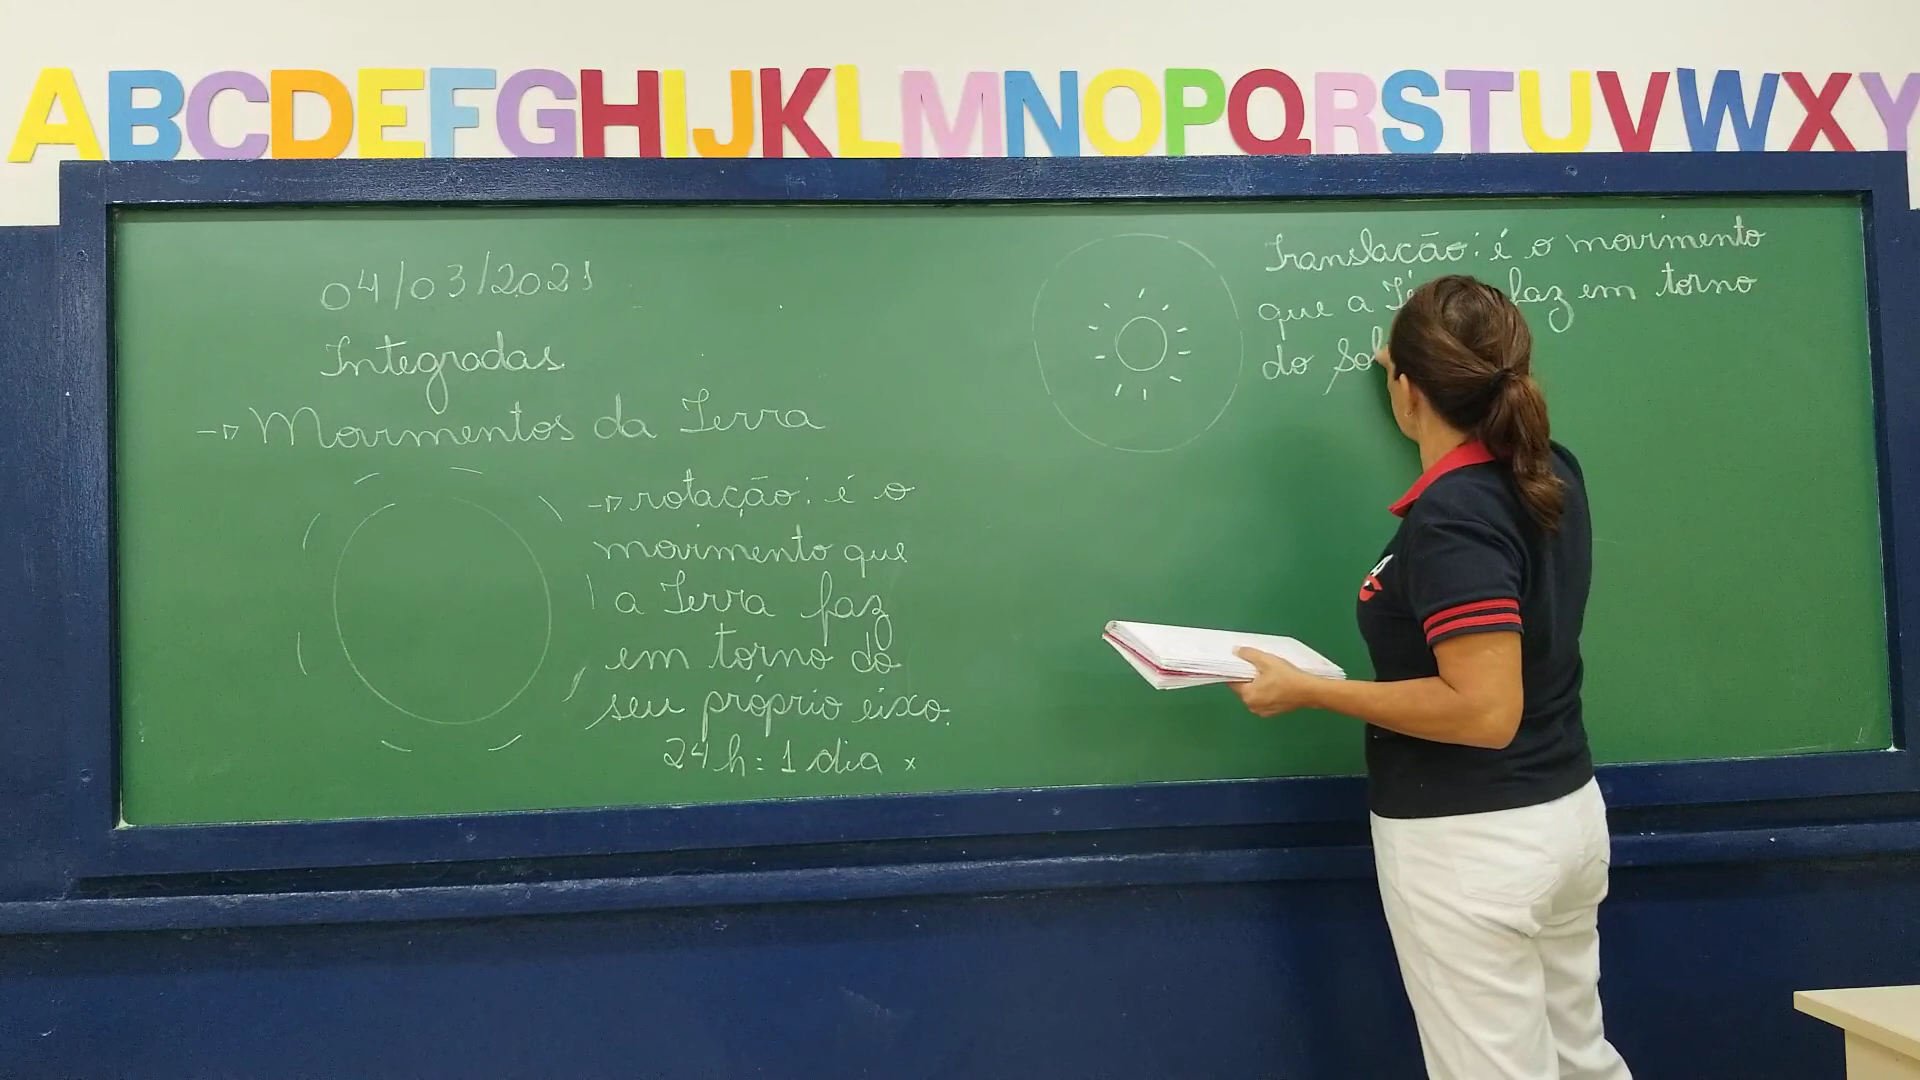 ABCDEFGHIJKLMNOPQRSTUVWXY
04/03/2021
Integradas
→ Movimentos da Terra
→ rotação: é o
movimento que
a Terra faz
em torno do
seu próprio eixo.
24h: 1 dia x
Translação: é o movimento
que a faz em torno
do Sol